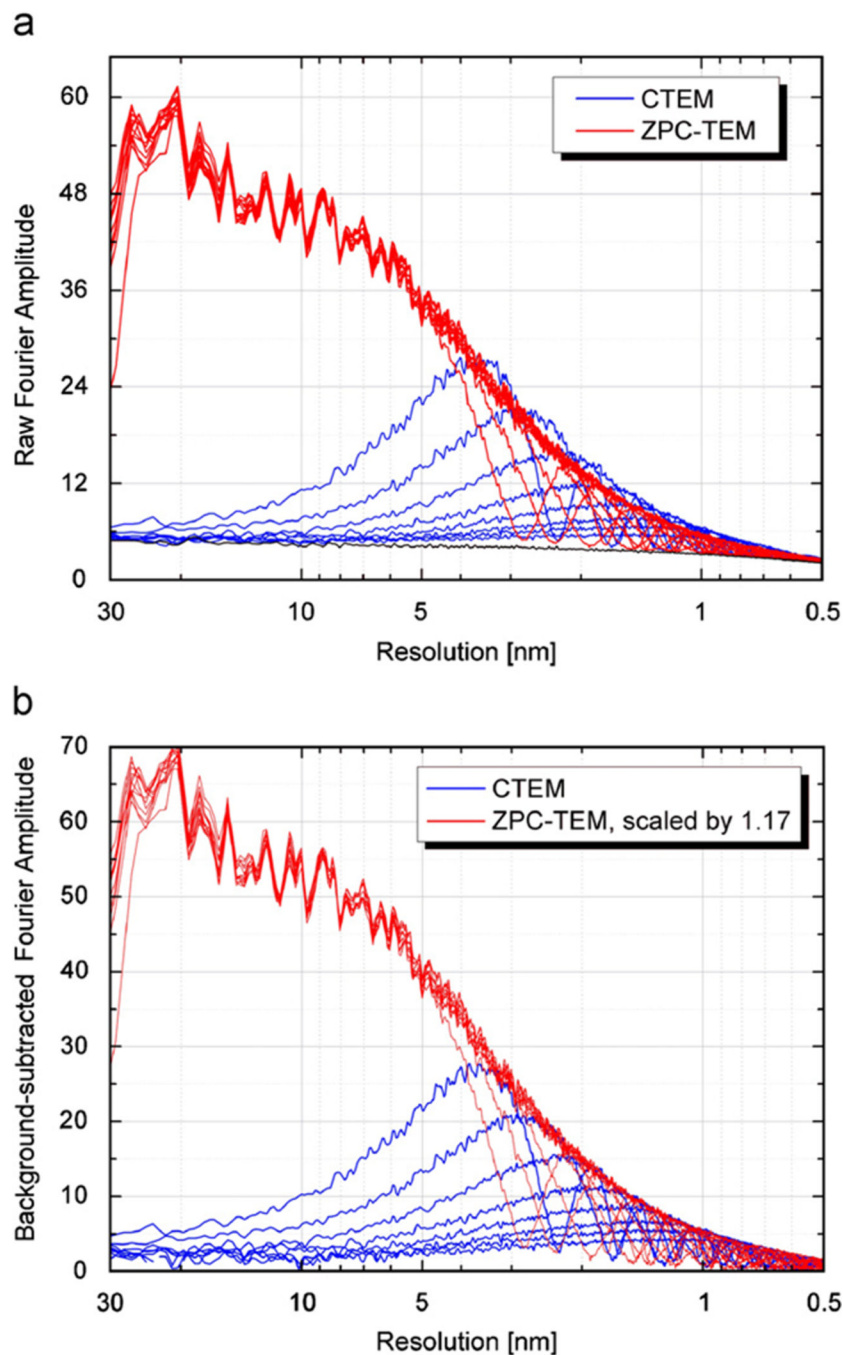 a
60
48
36
24
12
0
Raw Fourier Amplitude
CTEM
ZPC-TEM
30
10
5
1
0.5
Resolution [nm]
b
70
60
50
40
30
20
10
0
Background-subtracted Fourier Amplitude
CTEM
ZPC-TEM, scaled by 1.17
30
10
5
1
0.5
Resolution [nm]